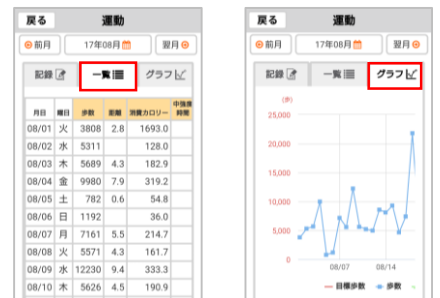 戻る 運動
前月 17年08月 翌月
記録 一覧 グラフ
月日 曜日 歩数 距離 消費カロリー 中強度時間
08/01 火 3808 2.8 1693.0
08/02 水 5311 128.0
08/03 木 5689 4.3 182.9
08/04 金 9980 7.9 319.2
08/05 土 782 0.6 54.8
08/06 日 1192 36.0
08/07 月 7161 5.5 214.7
08/08 火 5571 4.3 161.7
08/09 水 12230 9.4 333.3
08/10 木 5626 4.5 190.9
戻る 運動
前月 17年08月 翌月
記録 一覧 グラフ
(歩)
25,000
20,000
15,000
10,000
5,000
0
08/07 08/14
目標歩数 歩数